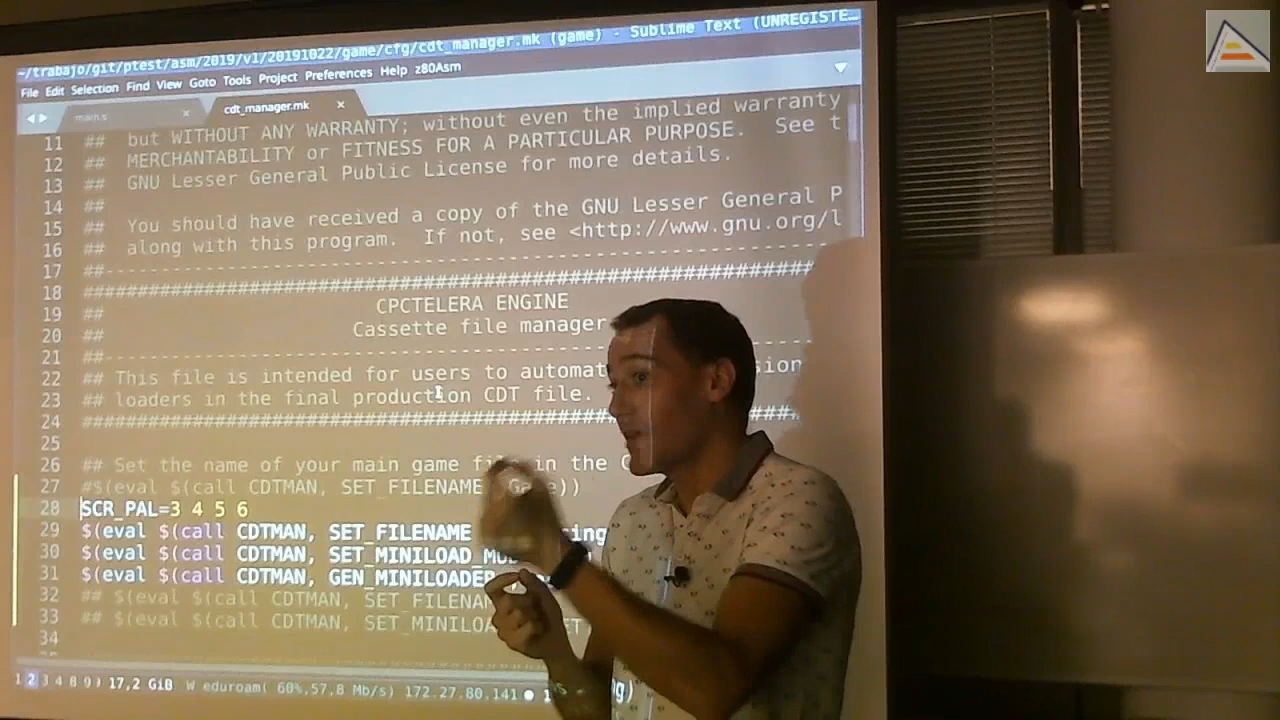 ~/trabajo/git/ptest/asm/2019/v1/20191022/game/cfg/cdt_manager.mk (game) - Sublime Text (UNREGISTE…
File Edit Selection Find View Goto Tools Project Preferences Help z80Asm
main.s × cdt_manager.mk ×
11 ## but WITHOUT ANY WARRANTY; without even the implied warranty
12 ## MERCHANTABILITY or FITNESS FOR A PARTICULAR PURPOSE. See t
13 ## GNU Lesser General Public License for more details.
14 ##
15 ## You should have received a copy of the GNU Lesser General P
16 ## along with this program. If not, see <http://www.gnu.org/l
17 ##------------------------------------------------------------
18 ##############################################################
19 ## CPCTELERA ENGINE
20 ## Cassette file manager
21 ##------------------------------------------------------------
22 ## This file is intended for users to automat
23 ## loaders in the final production CDT file.
24 ##############################################################
25
26 ## Set the name of your main game file in the
27 #$(eval $(call CDTMAN, SET_FILENAME
28 SCR_PAL=3 4 5 6
29 $(eval $(call CDTMAN, SET_FILENAME
30 $(eval $(call CDTMAN, SET_MINILOAD_MO
31 $(eval $(call CDTMAN, GEN_MINILOADER
32 ## $(eval $(call CDTMAN, SET_FILENAM
33 ## $(eval $(call CDTMAN, SET_MINILOA
34
1 2 3 4 8 9 17,2 GiB W eduroam( 60%,57,8 Mb/s) 172.27.80.141